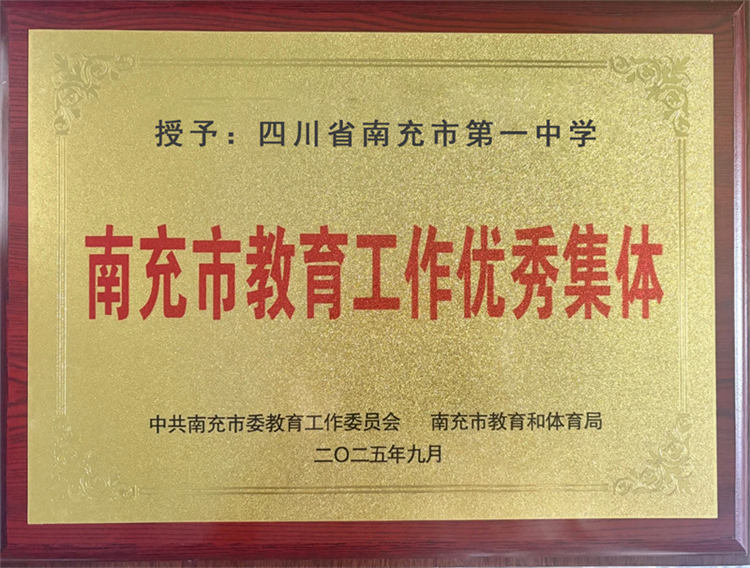 授予：四川省南充市第一中学
南充市教育工作优秀集体
中共南充市委教育工作委员会 南充市教育和体育局
二〇二五年九月